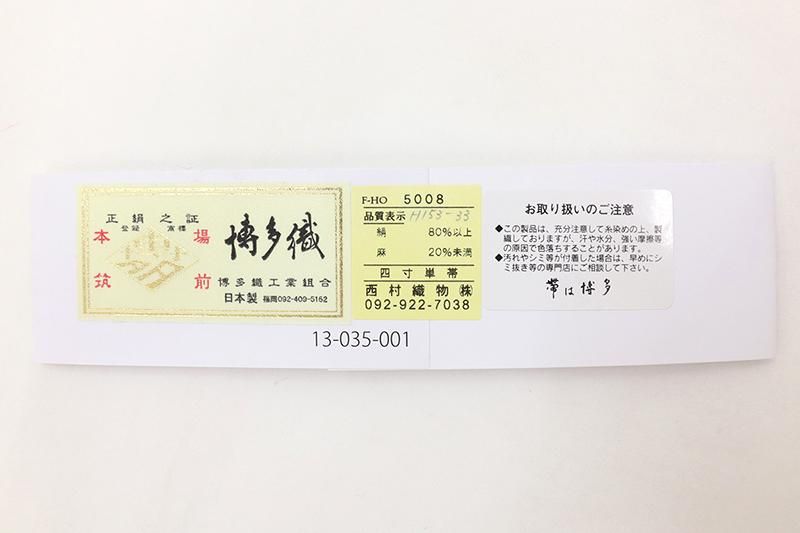 正絹之証
登録 商標
本場
筑前
博多織
博多織工業組合
日本製 福岡092-409-5162
F-HO 5008
品質表示 H153-33
絹 80%以上
麻 20%未満
四寸単帯
西村織物㈱
092-922-7038
お取り扱いのご注意
◆この製品は、充分注意して糸染めの上、製
織しておりますが、汗や水分、強い摩擦等
の原因で色落ちすることがあります。
◆汚れやシミ等が付着した場合は、早めにシ
ミ抜き等の専門店にご相談して下さい。
帯は博多
13-035-001